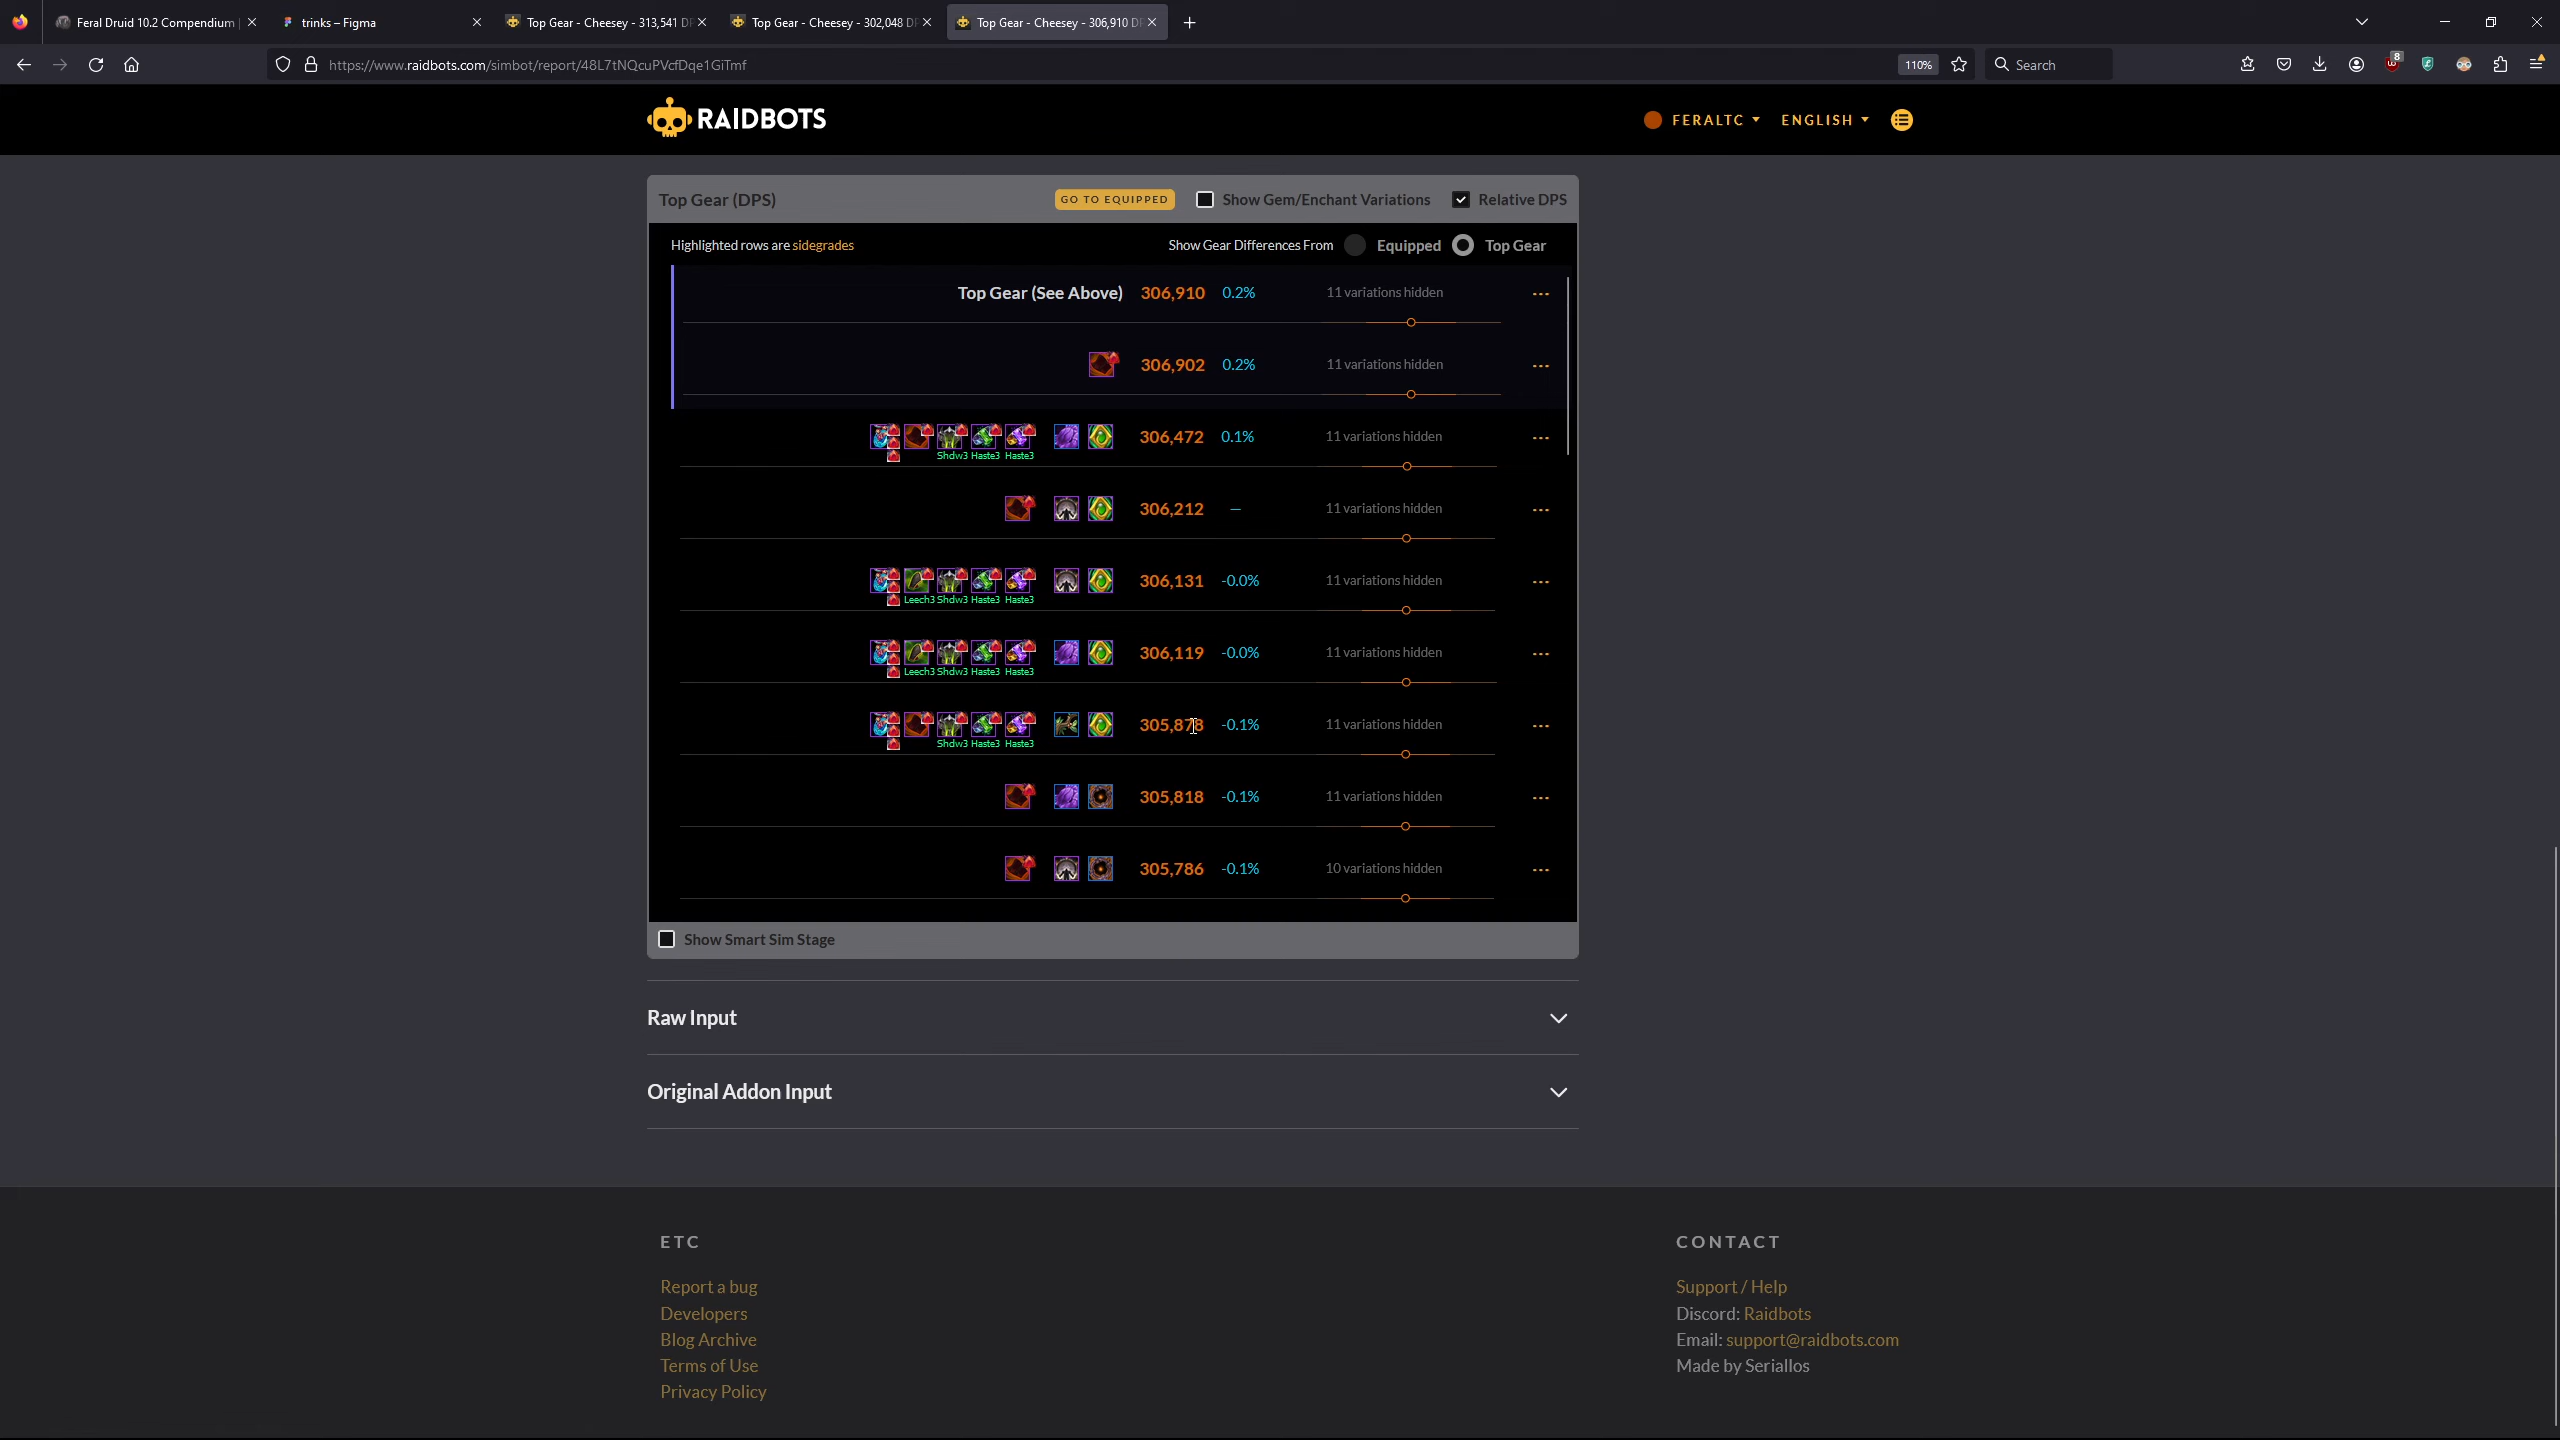 Feral Druid 10.2 Compendium |
trinks – Figma
Top Gear - Cheesey - 313,541 DP
Top Gear - Cheesey - 302,048 DP
Top Gear - Cheesey - 306,910 DP
https://www.raidbots.com/simbot/report/48L7tNQcuPVcfDqe1GiTmf
110%
Search
8
RAIDBOTS
FERALTC
ENGLISH
Top Gear (DPS)
GO TO EQUIPPED
Show Gem/Enchant Variations
Relative DPS
Highlighted rows are sidegrades
Show Gear Differences From
Equipped
Top Gear
Top Gear (See Above) 306,910 0.2% 11 variations hidden
306,902 0.2% 11 variations hidden
306,472 0.1% 11 variations hidden
Shdw3 Haste3 Haste3
306,212 – 11 variations hidden
306,131 -0.0% 11 variations hidden
Leech3 Shdw3 Haste3 Haste3
306,119 -0.0% 11 variations hidden
Leech3 Shdw3 Haste3 Haste3
305,878 -0.1% 11 variations hidden
Shdw3 Haste3 Haste3
305,818 -0.1% 11 variations hidden
305,786 -0.1% 10 variations hidden
Show Smart Sim Stage
Raw Input
Original Addon Input
ETC
Report a bug
Developers
Blog Archive
Terms of Use
Privacy Policy
CONTACT
Support / Help
Discord: Raidbots
Email: support@raidbots.com
Made by Seriallos